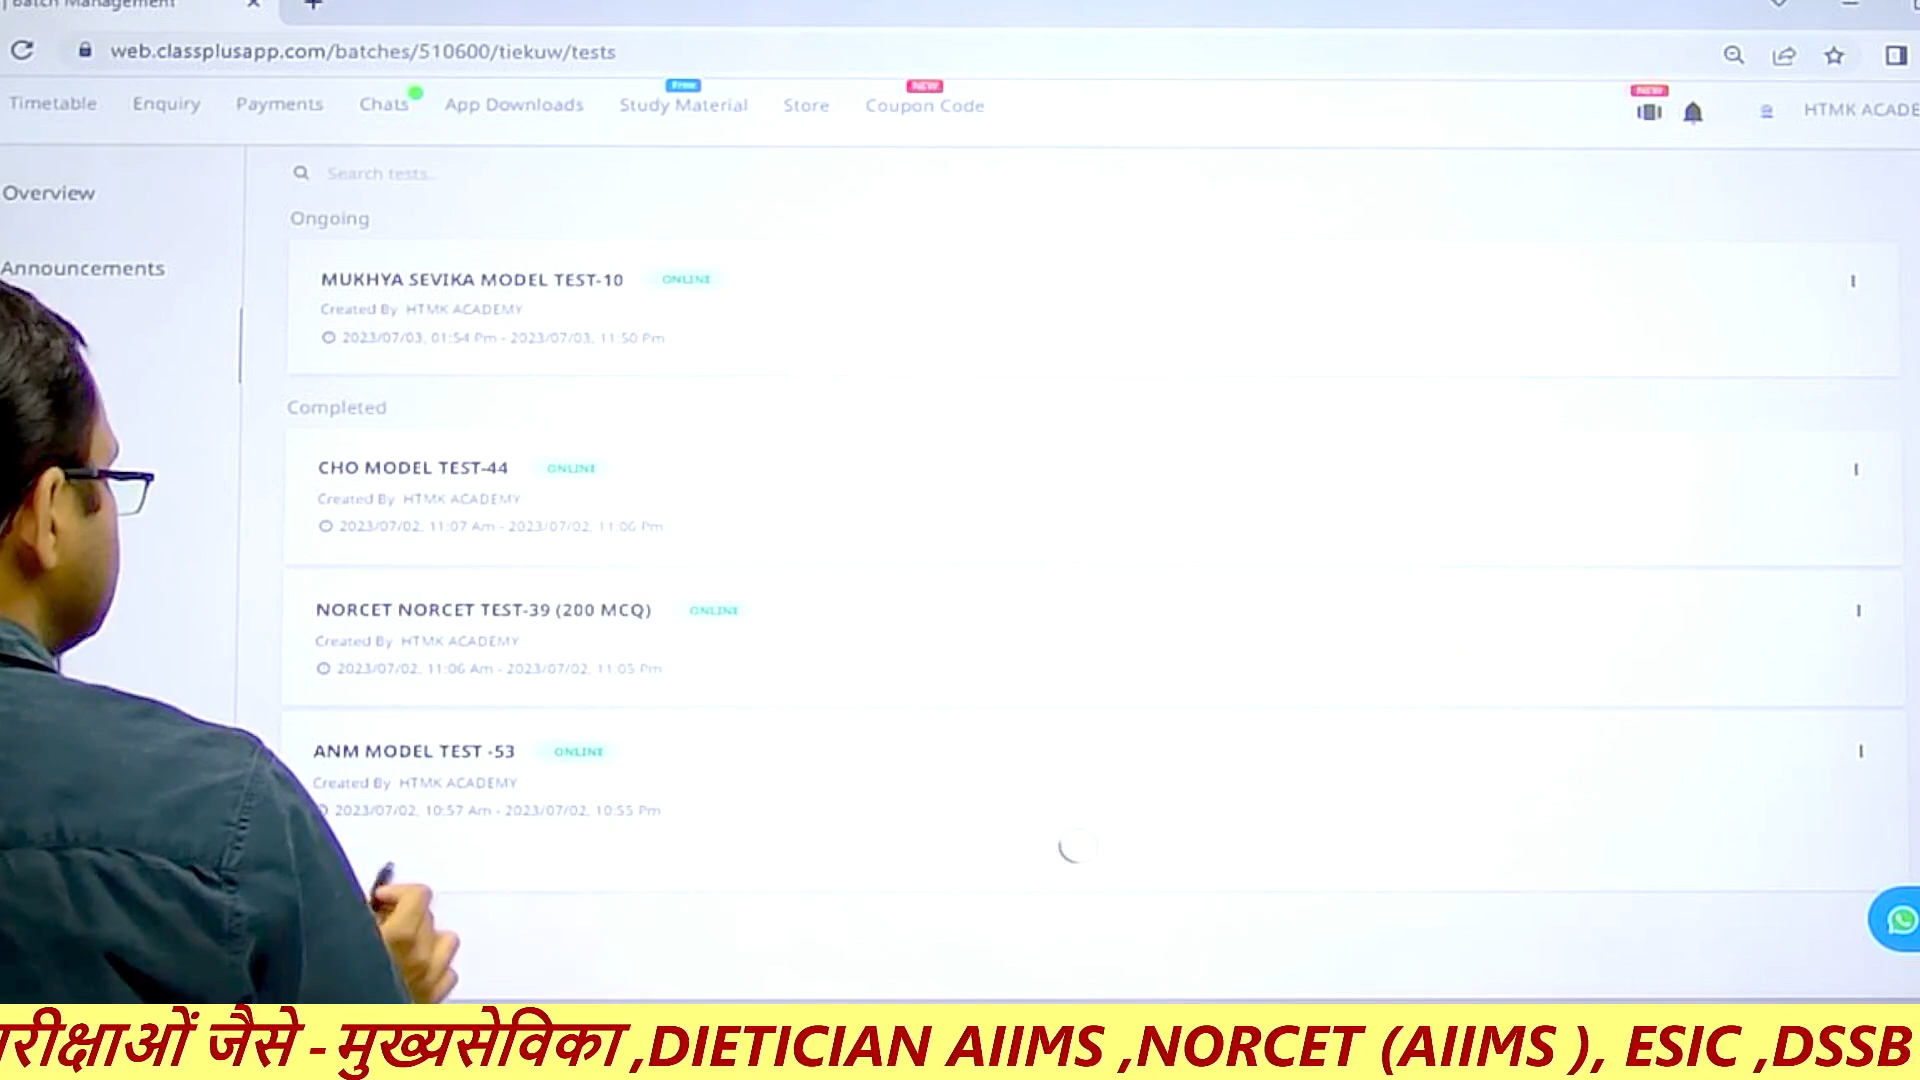 Batch Management
web.classplusapp.com/batches/510600/tiekuw/tests
Free
NEW
NEW
Timetable Enquiry Payments Chats App Downloads Study Material Store Coupon Code HTMK ACADE
Overview
Announcements
Search tests..
Ongoing
MUKHYA SEVIKA MODEL TEST-10 ONLINE
Created By HTMK ACADEMY
2023/07/03, 01:54 Pm - 2023/07/03, 11:50 Pm
Completed
CHO MODEL TEST-44 ONLINE
Created By HTMK ACADEMY
2023/07/02, 11:07 Am - 2023/07/02, 11:06 Pm
NORCET NORCET TEST-39 (200 MCQ) ONLINE
Created By HTMK ACADEMY
2023/07/02, 11:06 Am - 2023/07/02, 11:05 Pm
ANM MODEL TEST -53 ONLINE
Created By HTMK ACADEMY
2023/07/02, 10:57 Am - 2023/07/02, 10:55 Pm
रीक्षाओं जैसे - मुख्यसेविका ,DIETICIAN AIIMS ,NORCET (AIIMS ), ESIC ,DSSB